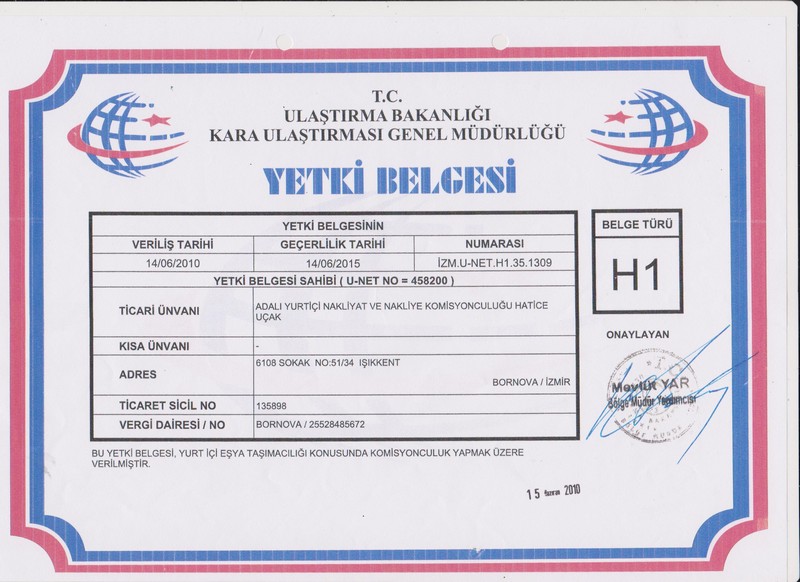 T.C.
ULAŞTIRMA BAKANLIĞI
KARA ULAŞTIRMASI GENEL MÜDÜRLÜĞÜ
YETKİ BELGESİ
YETKİ BELGESİNİN
VERİLİŞ TARİHİ GEÇERLİLİK TARİHİ NUMARASI
14/06/2010 14/06/2015 İZM.U-NET.H1.35.1309
YETKİ BELGESİ SAHİBİ ( U-NET NO = 458200 )
TİCARİ ÜNVANI ADALI YURTİÇİ NAKLİYAT VE NAKLİYE KOMİSYONCULUĞU HATİCE
UÇAK
KISA ÜNVANI -
ADRES 6108 SOKAK NO:51/34 IŞIKKENT
BORNOVA / İZMİR
TİCARET SİCİL NO 135898
VERGİ DAİRESİ / NO BORNOVA / 25528485672
BELGE TÜRÜ
H1
ONAYLAYAN
T.C.
Mevlüt YAR
Bölge Müdür Yardımcısı
BU YETKİ BELGESİ, YURT İÇİ EŞYA TAŞIMACILIĞI KONUSUNDA KOMİSYONCULUK YAPMAK ÜZERE
VERİLMİŞTİR.
15 Haziran 2010